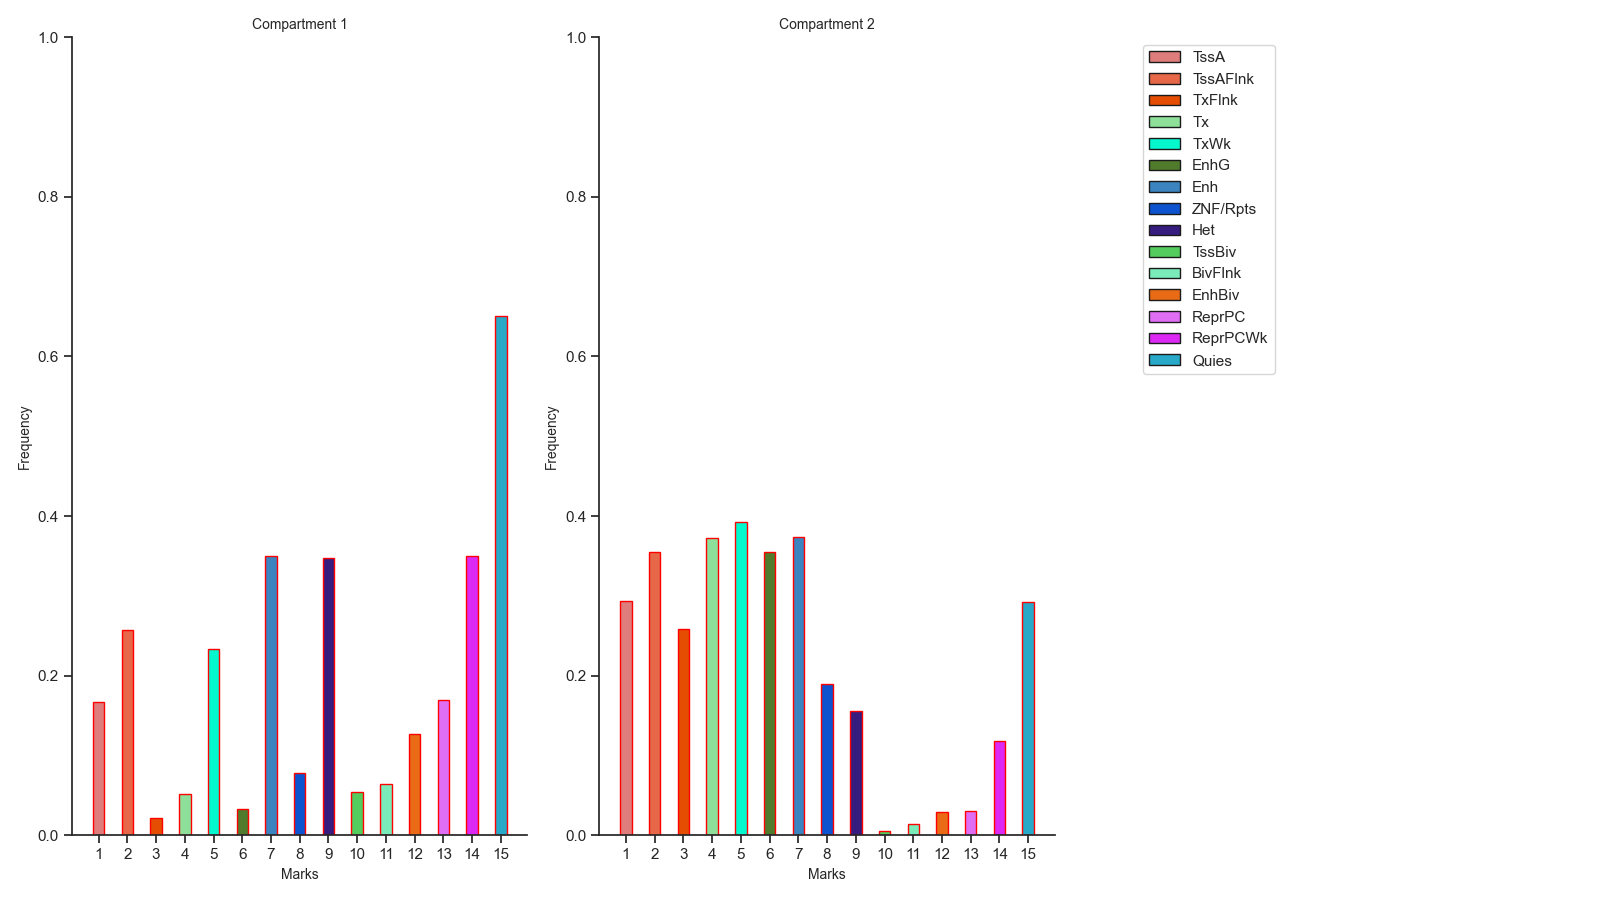 Compartment 1
1.0
0.8
0.6
0.4
0.2
0.0
Frequency
1 2 3 4 5 6 7 8 9 10 11 12 13 14 15
Marks
Compartment 2
1.0
0.8
0.6
0.4
0.2
0.0
Frequency
1 2 3 4 5 6 7 8 9 10 11 12 13 14 15
Marks
TssA
TssAFlnk
TxFlnk
Tx
TxWk
EnhG
Enh
ZNF/Rpts
Het
TssBiv
BivFlnk
EnhBiv
ReprPC
ReprPCWk
Quies